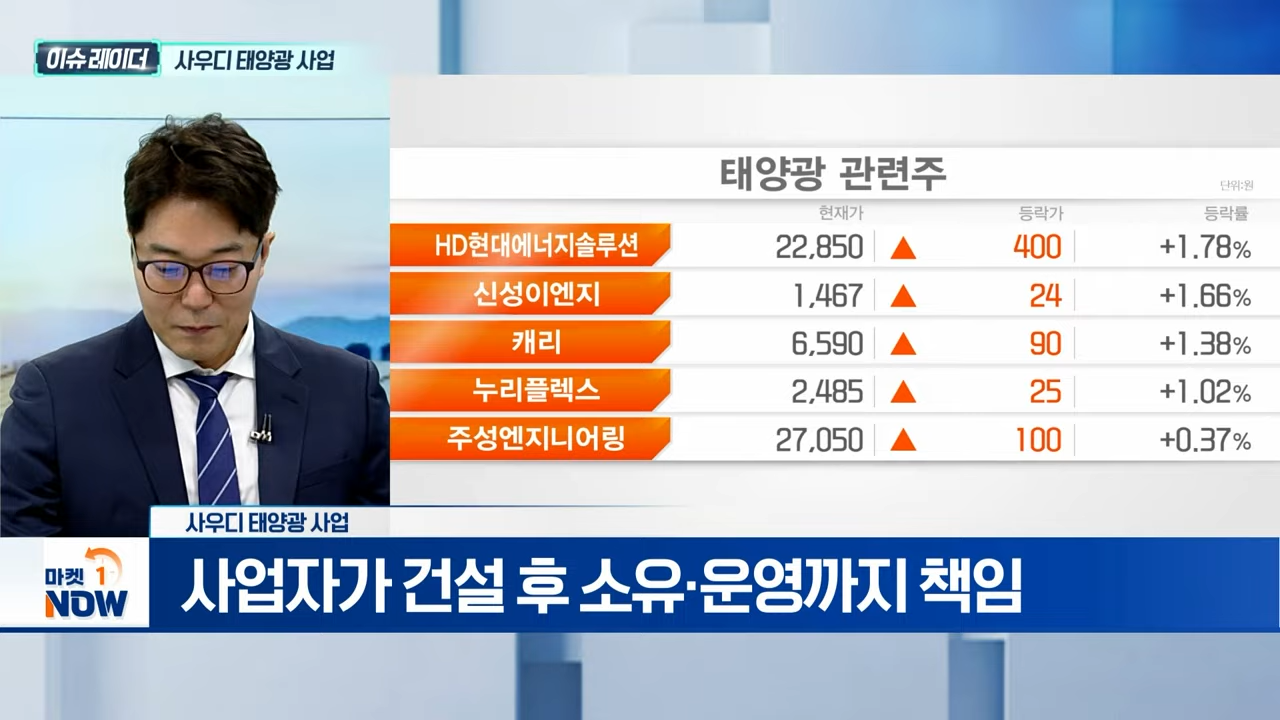 이슈 레이더 사우디 태양광 사업
태양광 관련주
단위:원
현재가 등락가 등락률
HD현대에너지솔루션 22,850 ▲ 400 +1.78%
신성이엔지 1,467 ▲ 24 +1.66%
캐리 6,590 ▲ 90 +1.38%
누리플렉스 2,485 ▲ 25 +1.02%
주성엔지니어링 27,050 ▲ 100 +0.37%
사우디 태양광 사업
마켓 1
NOW
사업자가 건설 후 소유·운영까지 책임